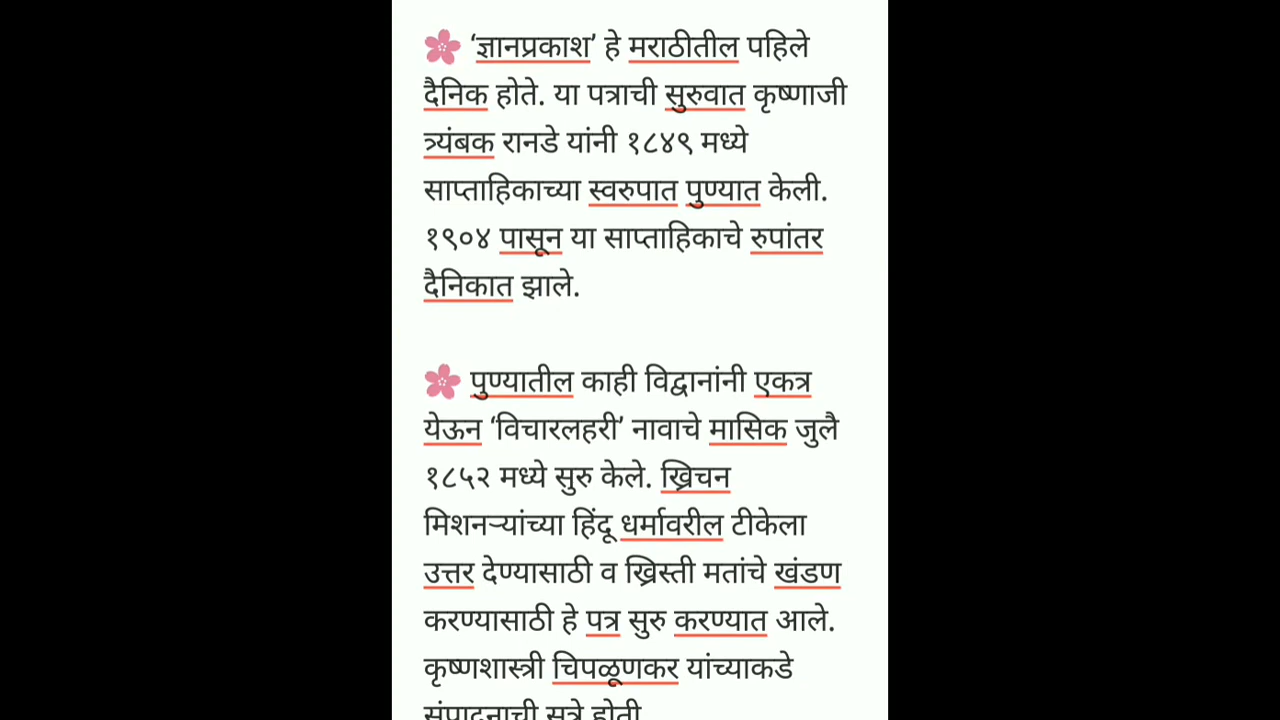 🌸 ‘ज्ञानप्रकाश’ हे मराठीतील पहिले
दैनिक होते. या पत्राची सुरुवात कृष्णाजी
त्र्यंबक रानडे यांनी १८४९ मध्ये
साप्ताहिकाच्या स्वरुपात पुण्यात केली.
१९०४ पासून या साप्ताहिकाचे रुपांतर
दैनिकात झाले.
🌸 पुण्यातील काही विद्वानांनी एकत्र
येऊन ‘विचारलहरी’ नावाचे मासिक जुलै
१८५२ मध्ये सुरु केले. ख्रिचन
मिशनऱ्यांच्या हिंदू धर्मावरील टीकेला
उत्तर देण्यासाठी व ख्रिस्ती मतांचे खंडण
करण्यासाठी हे पत्र सुरु करण्यात आले.
कृष्णशास्त्री चिपळूणकर यांच्याकडे
संपादनाची सूत्रे होती